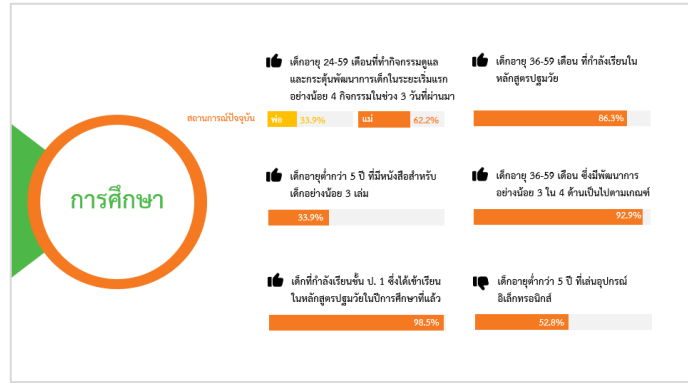 การศึกษา
สถานการณ์ปัจจุบัน
เด็กอายุ 24-59 เดือนที่ทำกิจกรรมดูแล
และกระตุ้นพัฒนาการเด็กในระยะเริ่มแรก
อย่างน้อย 4 กิจกรรมในช่วง 3 วันที่ผ่านมา
พ่อ 33.9% แม่ 62.2%
เด็กอายุ 36-59 เดือน ที่กำลังเรียนใน
หลักสูตรปฐมวัย
86.3%
เด็กอายุต่ำกว่า 5 ปี ที่มีหนังสือสำหรับ
เด็กอย่างน้อย 3 เล่ม
33.9%
เด็กอายุ 36-59 เดือน ซึ่งมีพัฒนาการ
อย่างน้อย 3 ใน 4 ด้านเป็นไปตามเกณฑ์
92.9%
เด็กที่กำลังเรียนชั้น ป. 1 ซึ่งได้เข้าเรียน
ในหลักสูตรปฐมวัยในปีการศึกษาที่แล้ว
98.5%
เด็กอายุต่ำกว่า 5 ปี ที่เล่นอุปกรณ์
อิเล็กทรอนิกส์
52.8%